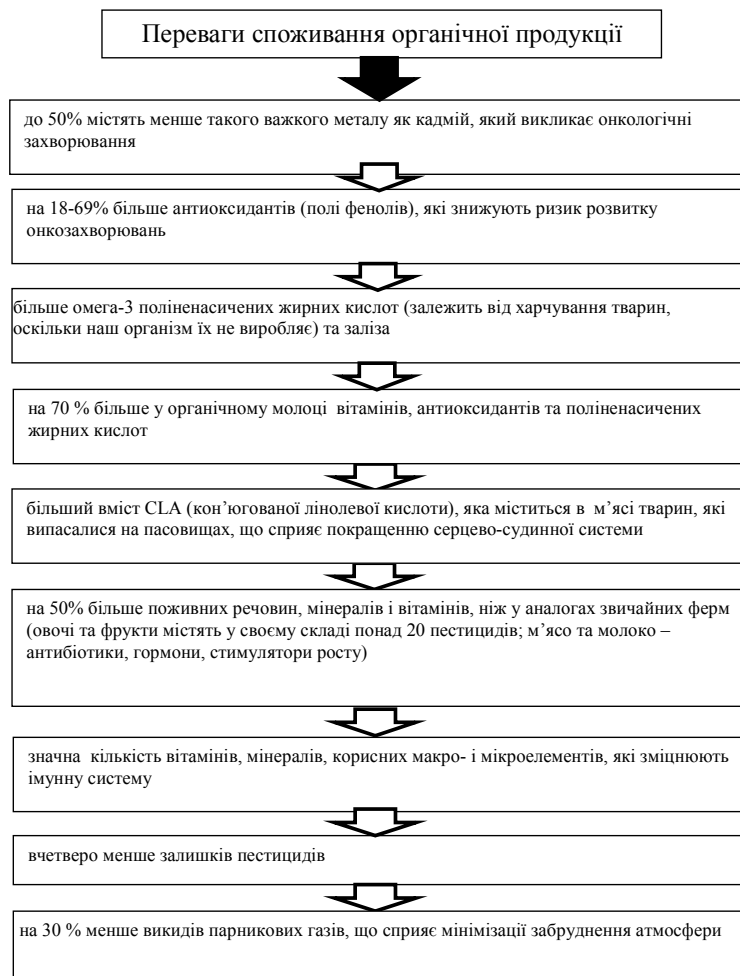 Переваги споживання органічної продукції
до 50% містять менше такого важкого металу як кадмій, який викликає онкологічні
захворювання
на 18-69% більше антиоксидантів (полі фенолів), які знижують ризик розвитку
онкозахворювань
більше омега-3 поліненасичених жирних кислот (залежить від харчування тварин,
оскільки наш організм їх не виробляє) та заліза
на 70 % більше у органічному молоці вітамінів, антиоксидантів та поліненасичених
жирних кислот
більший вміст CLA (кон’югованої лінолевої кислоти), яка міститься в м’ясі тварин, які
випасалися на пасовищах, що сприяє покращенню серцево-судинної системи
на 50% більше поживних речовин, мінералів і вітамінів, ніж у аналогах звичайних ферм
(овочі та фрукти містять у своєму складі понад 20 пестицидів; м’ясо та молоко –
антибіотики, гормони, стимулятори росту)
значна кількість вітамінів, мінералів, корисних макро- і мікроелементів, які зміцнюють
імунну систему
вчетверо менше залишків пестицидів
на 30 % менше викидів парникових газів, що сприяє мінімізації забруднення атмосфери